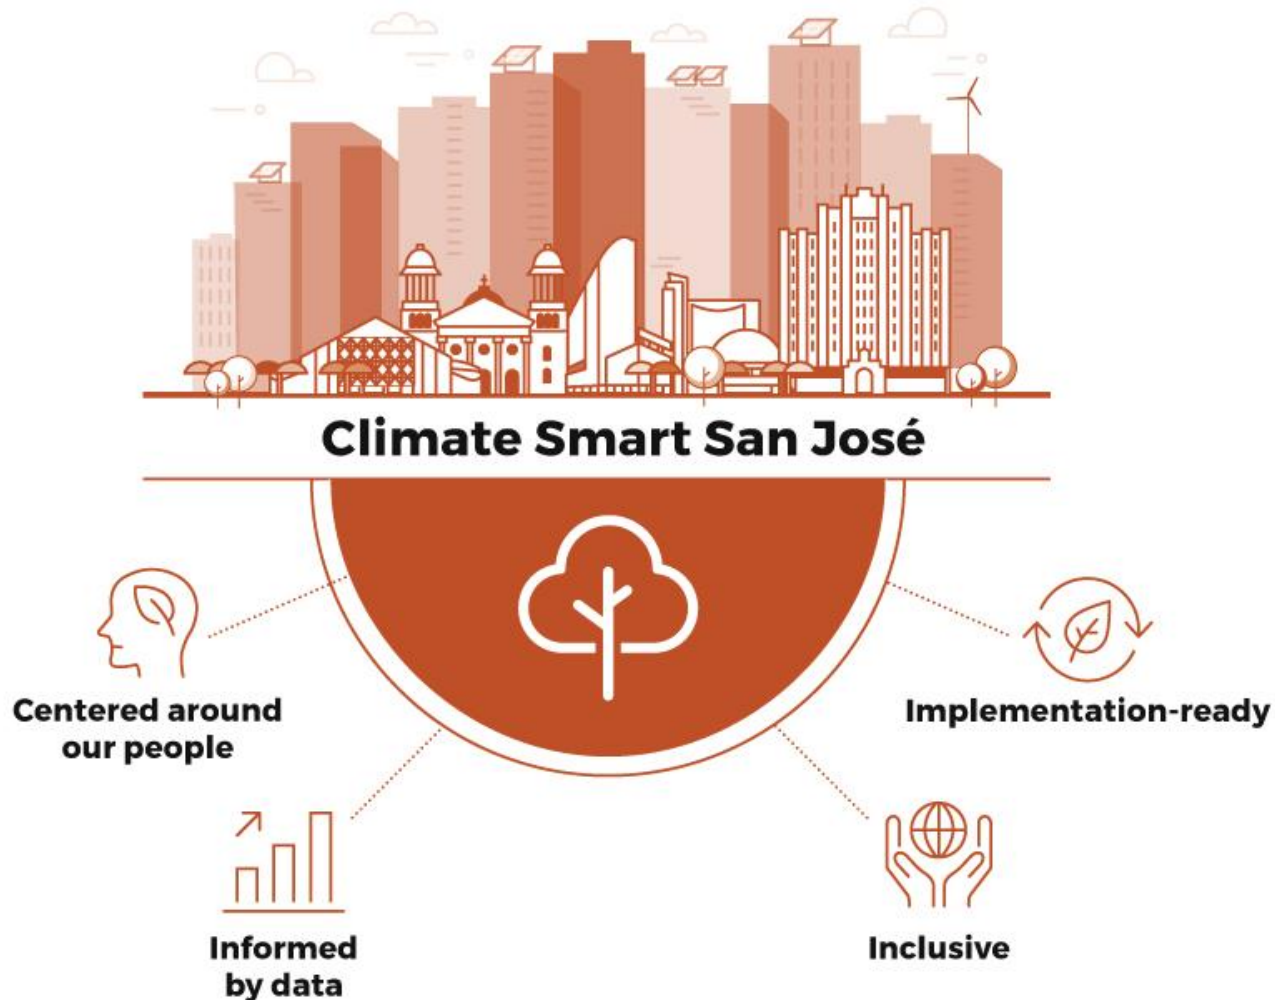 Climate Smart San José
Centered around
our people
Implementation-ready
Informed
by data
Inclusive